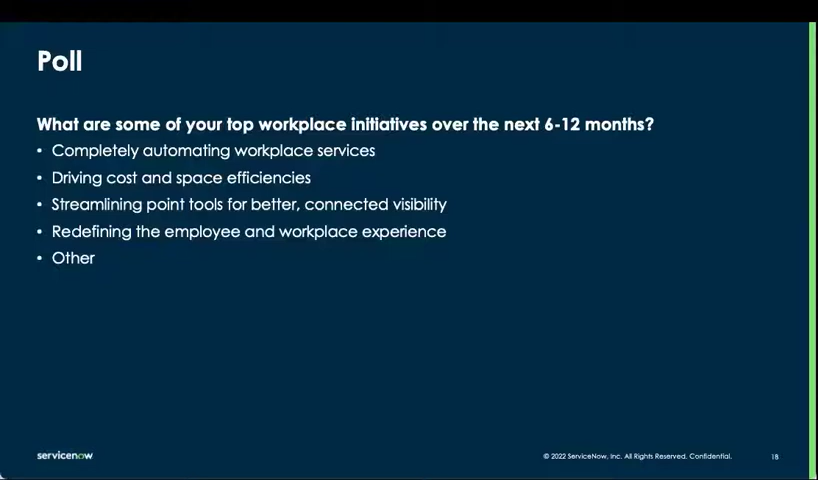 Poll
What are some of your top workplace initiatives over the next 6-12 months?
• Completely automating workplace services
• Driving cost and space efficiencies
• Streamlining point tools for better, connected visibility
• Redefining the employee and workplace experience
• Other
servicenow
© 2022 ServiceNow, Inc. All Rights Reserved. Confidential.
18